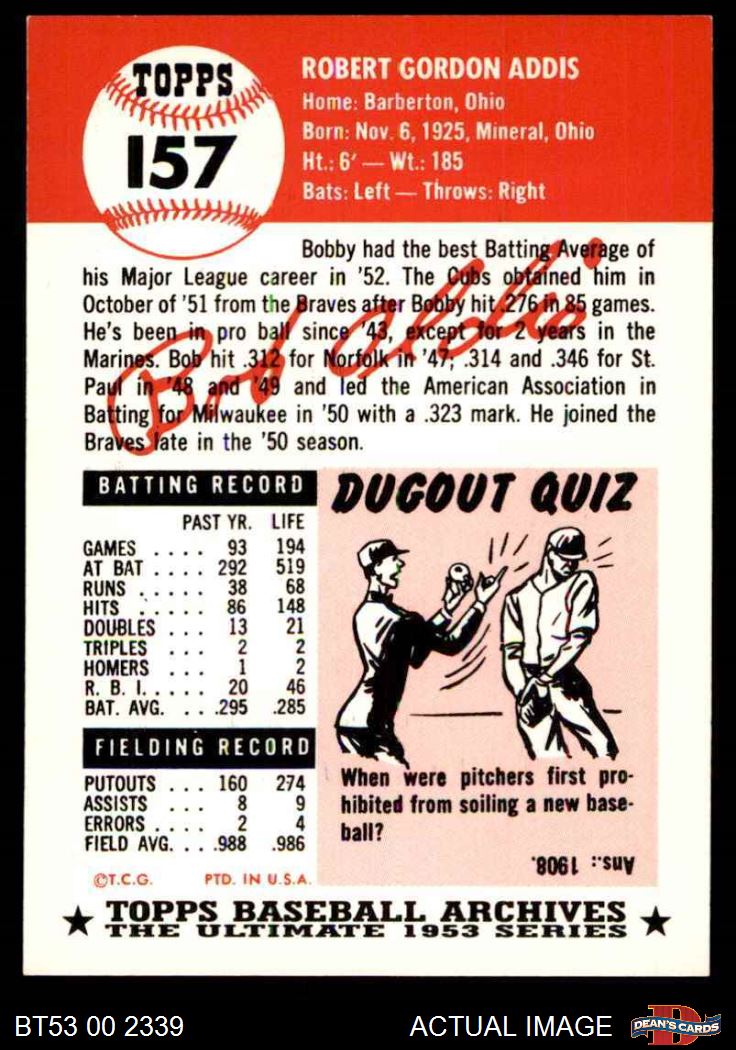 TOPPS
157
ROBERT GORDON ADDIS
Home: Barberton, Ohio
Born: Nov. 6, 1925, Mineral, Ohio
Ht.: 6' — Wt.: 185
Bats: Left — Throws: Right
Bobby had the best Batting Average of
his Major League career in '52. The Cubs obtained him in
October of '51 from the Braves after Bobby hit .276 in 85 games.
He's been in pro ball since '43, except for 2 years in the
Marines. Bob hit .312 for Norfolk in '47, .314 and .346 for St.
Paul in '48 and '49 and led the American Association in
Batting for Milwaukee in '50 with a .323 mark. He joined the
Braves late in the '50 season.
Bob Addis
BATTING RECORD
PAST YR. LIFE
GAMES .... 93 194
AT BAT .... 292 519
RUNS ..... 38 68
HITS ..... 86 148
DOUBLES ... 13 21
TRIPLES ... 2 2
HOMERS ... 1 2
R. B. I. .... 20 46
BAT. AVG. ... .295 .285
FIELDING RECORD
PUTOUTS ... 160 274
ASSISTS ... 8 9
ERRORS .... 2 4
FIELD AVG. ... .988 .986
©T.C.G. PTD. IN U.S.A.
DUGOUT QUIZ
When were pitchers first pro-
hibited from soiling a new base-
ball?
Ans.: 1908.
★ TOPPS BASEBALL ARCHIVES ★
THE ULTIMATE 1953 SERIES
BT53 00 2339
ACTUAL IMAGE
D
DEAN'S CARDS